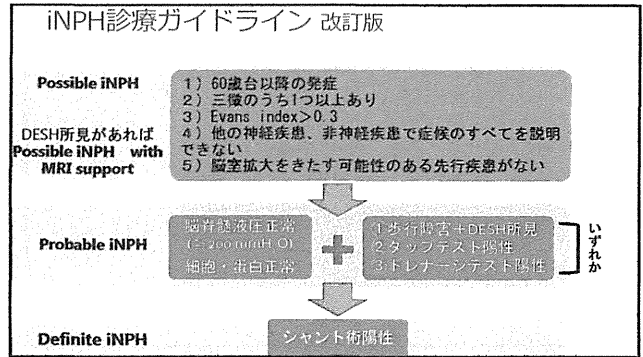 iNPH診療ガイドライン 改訂版
Possible iNPH
1）60歳台以降の発症
2）三徴のうち1つ以上あり
3）Evans index＞0.3
4）他の神経疾患、非神経疾患で症候のすべてを説明
できない
5）脳室拡大をきたす可能性のある先行疾患がない
DESH所見があれば
Possible iNPH with
MRI support
Probable iNPH
脳脊髄液圧正常
(≦200mmH2O)
細胞・蛋白正常
1 歩行障害＋DESH所見
2 タップテスト陽性
3 ドレナージテスト陽性
いずれか
Definite iNPH
シャント術陽性